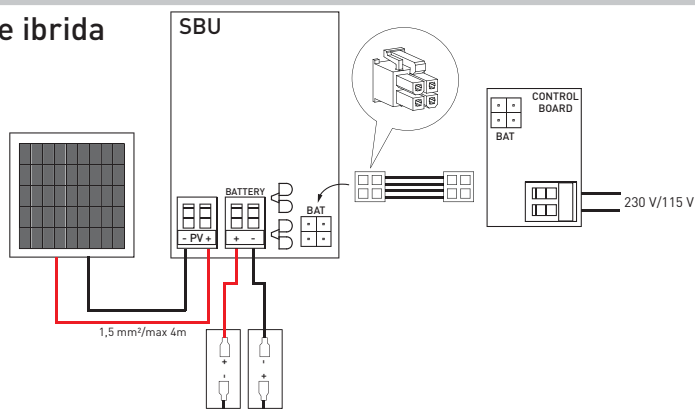 e ibrida
SBU
CONTROL
BOARD
BAT
BATTERY
BAT
230 V/115 V
- PV +
+ -
1,5 mm²/max 4m
+ -
- +